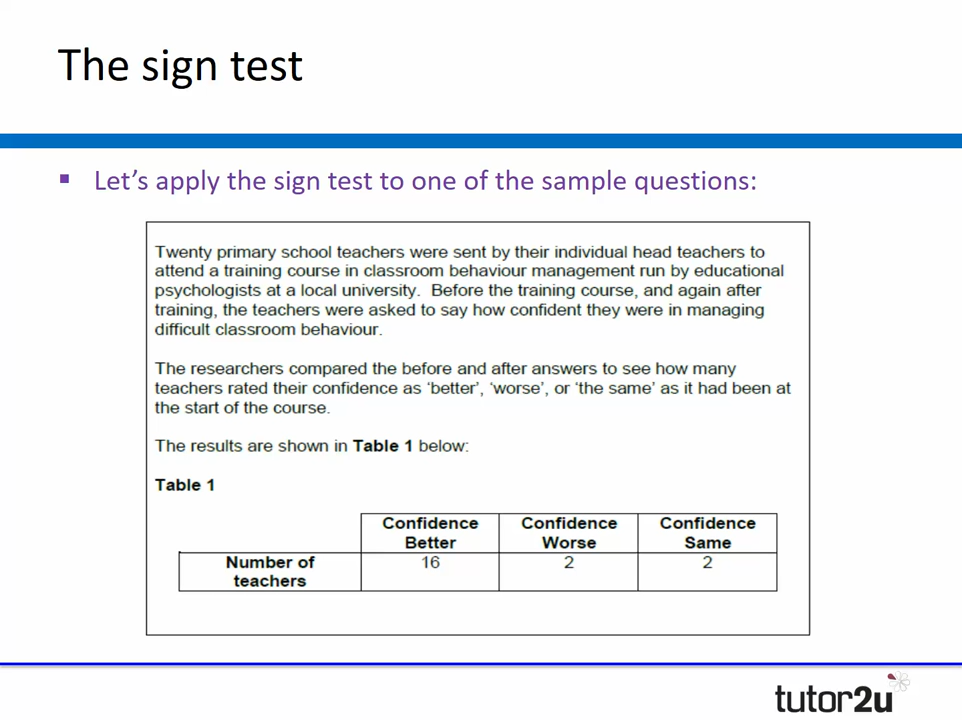 The sign test
Let's apply the sign test to one of the sample questions:
Twenty primary school teachers were sent by their individual head teachers to
attend a training course in classroom behaviour management run by educational
psychologists at a local university.  Before the training course, and again after
training, the teachers were asked to say how confident they were in managing
difficult classroom behaviour.
The researchers compared the before and after answers to see how many
teachers rated their confidence as 'better', 'worse', or 'the same' as it had been at
the start of the course.
The results are shown in Table 1 below:
Table 1
Confidence Confidence Confidence
Better Worse Same
Number of 16 2 2
teachers
tutor2u